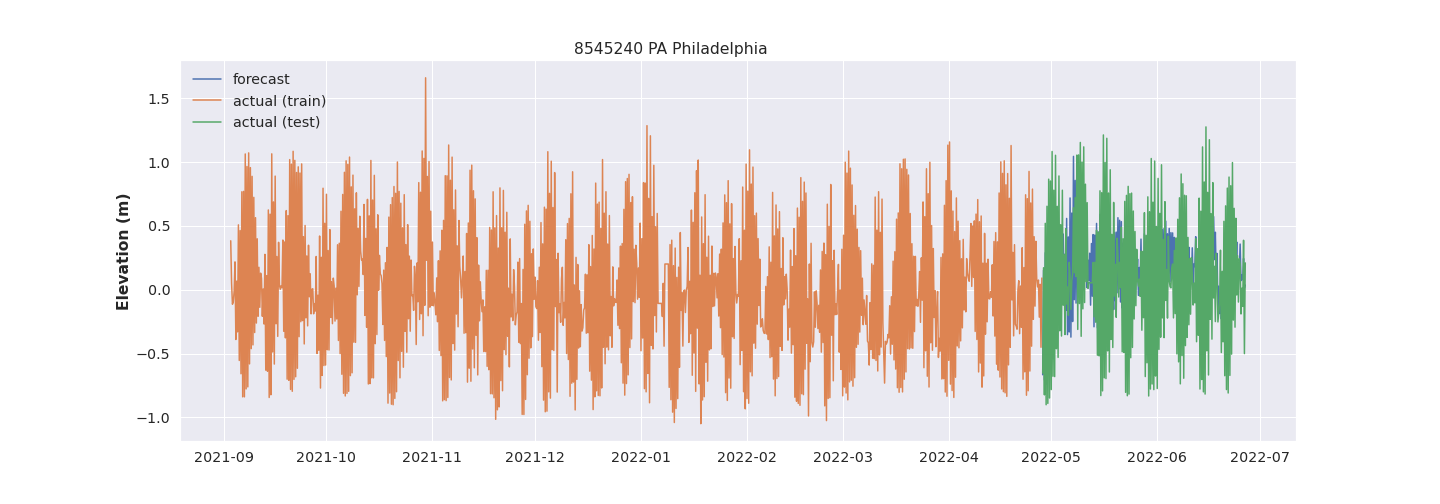 8545240 PA Philadelphia
forecast
actual (train)
actual (test)
Elevation (m)
1.5
1.0
0.5
0.0
−0.5
−1.0
2021-09 2021-10 2021-11 2021-12 2022-01 2022-02 2022-03 2022-04 2022-05 2022-06 2022-07